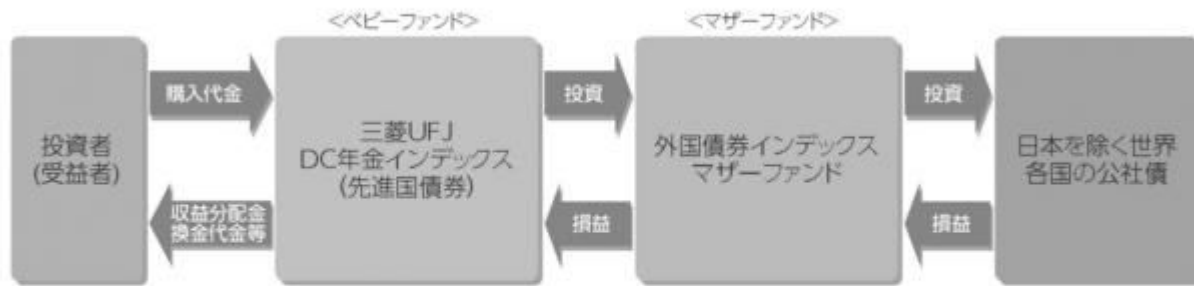 <ベビーファンド>
<マザーファンド>
購入代金
投資
投資
投資者
(受益者)
三菱UFJ
DC年金インデックス
(先進国債券)
外国債券インデックス
マザーファンド
日本を除く世界
各国の公社債
収益分配金
換金代金等
損益
損益